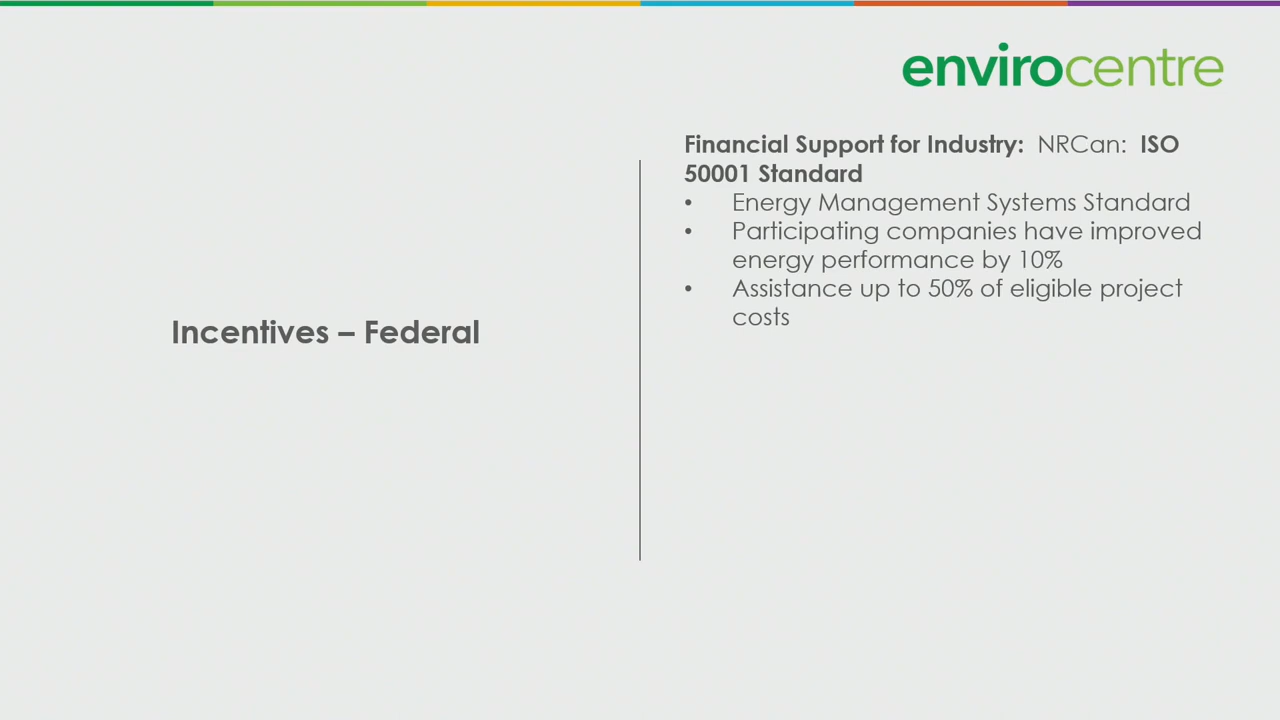 envirocentre
Incentives – Federal
Financial Support for Industry: NRCan: ISO
50001 Standard
• Energy Management Systems Standard
• Participating companies have improved
energy performance by 10%
• Assistance up to 50% of eligible project
costs